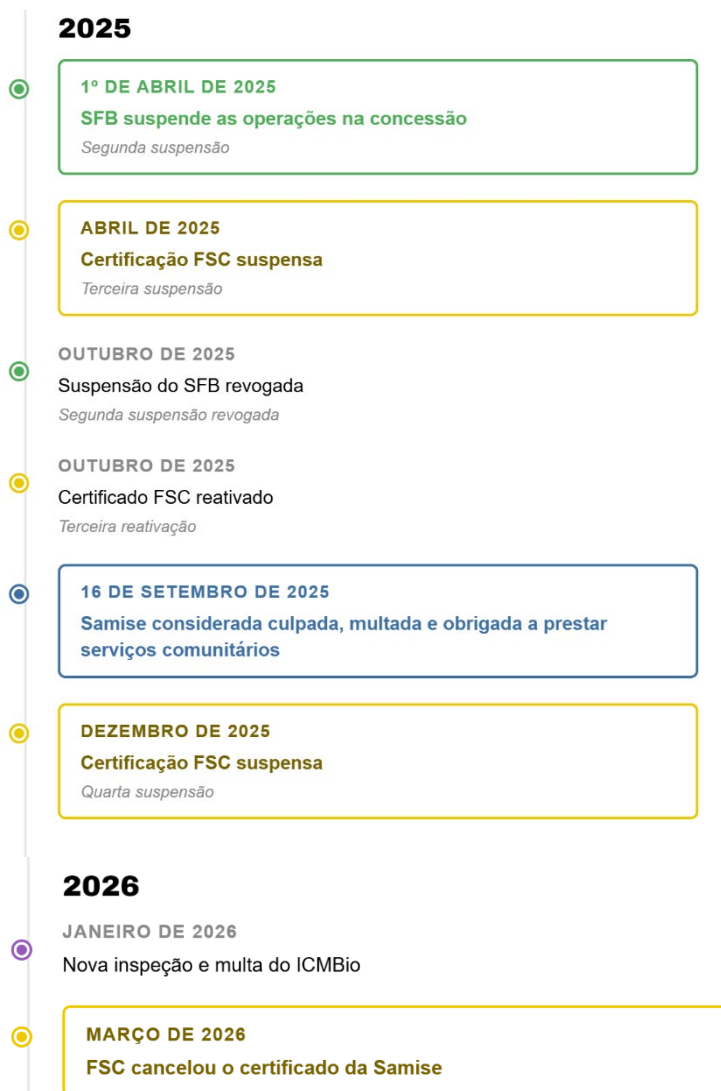 2025
1º DE ABRIL DE 2025
SFB suspende as operações na concessão
Segunda suspensão
ABRIL DE 2025
Certificação FSC suspensa
Terceira suspensão
OUTUBRO DE 2025
Suspensão do SFB revogada
Segunda suspensão revogada
OUTUBRO DE 2025
Certificado FSC reativado
Terceira reativação
16 DE SETEMBRO DE 2025
Samise considerada culpada, multada e obrigada a prestar
serviços comunitários
DEZEMBRO DE 2025
Certificação FSC suspensa
Quarta suspensão
2026
JANEIRO DE 2026
Nova inspeção e multa do ICMBio
MARÇO DE 2026
FSC cancelou o certificado da Samise